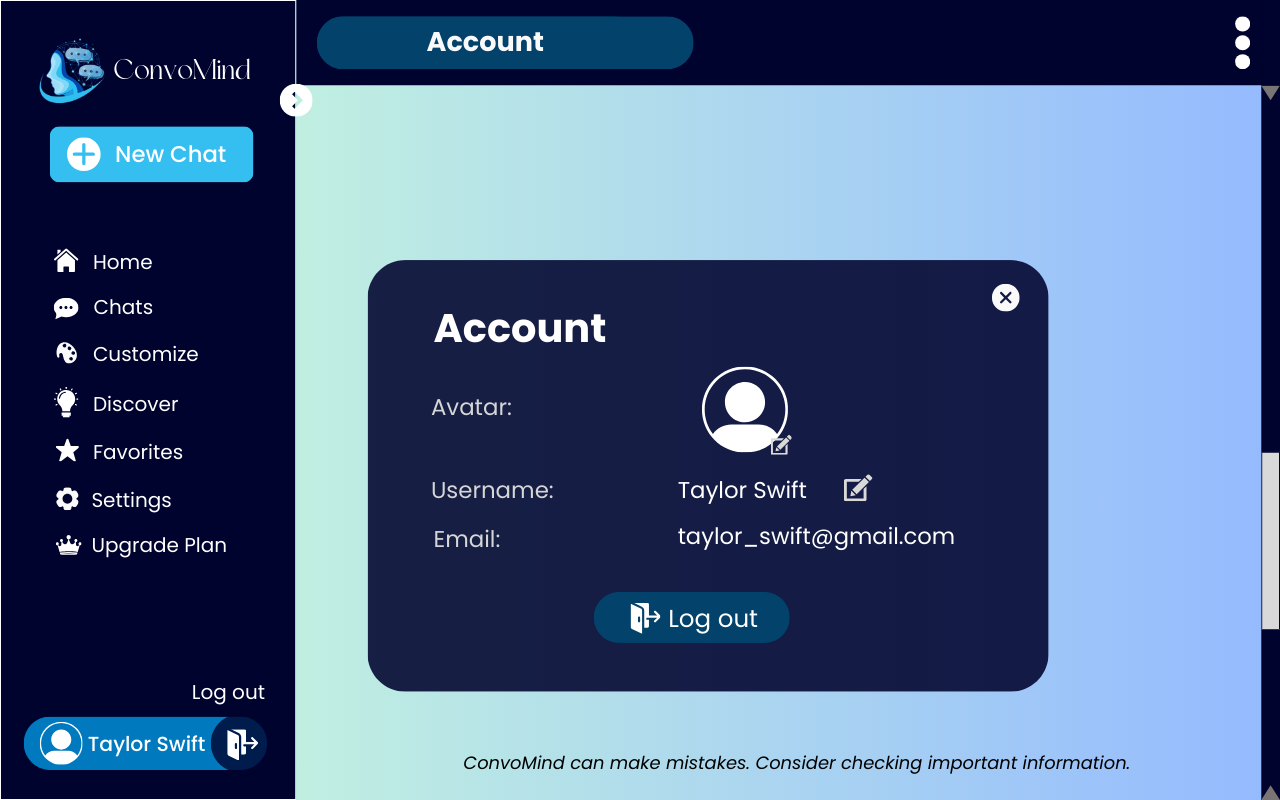 ConvoMind
New Chat
Home
Chats
Customize
Discover
Favorites
Settings
Upgrade Plan
Log out
Taylor Swift
Account
Account
Avatar:
Username: Taylor Swift
Email: taylor_swift@gmail.com
Log out
ConvoMind can make mistakes. Consider checking important information.